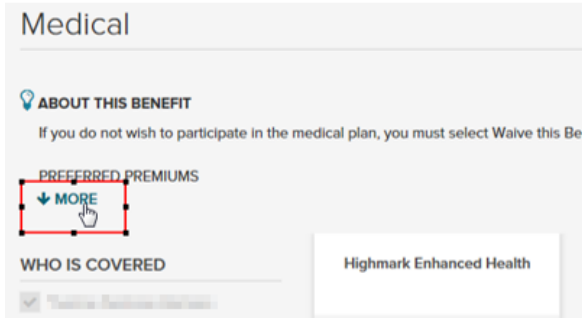 Medical
ABOUT THIS BENEFIT
If you do not wish to participate in the medical plan, you must select Waive this Be
PREFERRED PREMIUMS
MORE
WHO IS COVERED
Highmark Enhanced Health